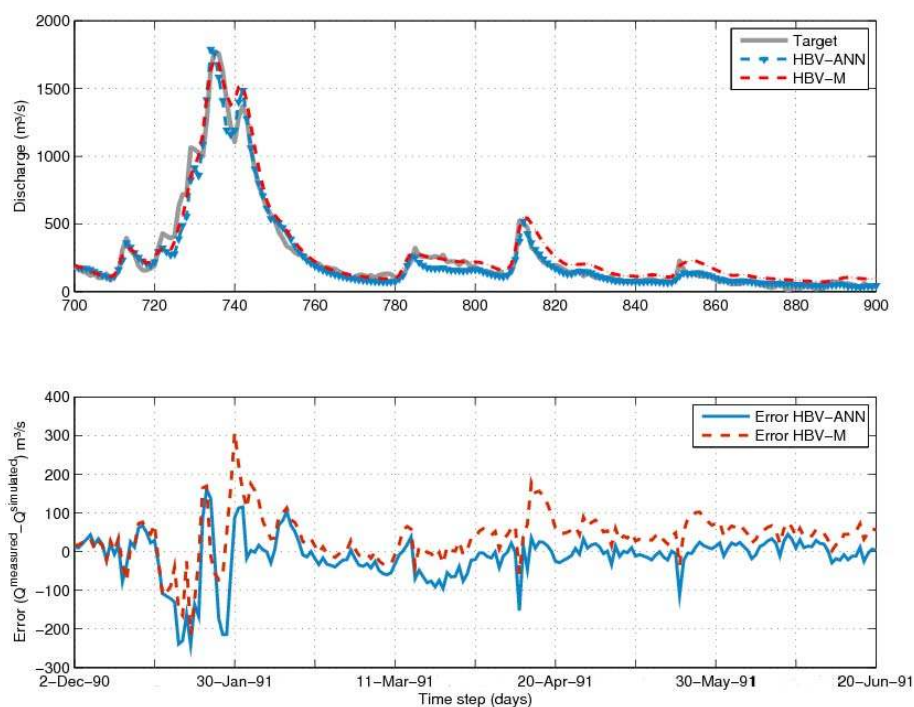 2000
1500
1000
500
0
Discharge (m³/s)
Target
HBV−ANN
HBV−M
700 720 740 760 780 800 820 840 860 880 900
400
300
200
100
0
−100
−200
−300
Error (Q^measured−Q^simulated) m³/s
Error HBV−ANN
Error HBV−M
2−Dec−90 30−Jan−91 11−Mar−91 20−Apr−91 30−May−91 20−Jun−91
Time step (days)